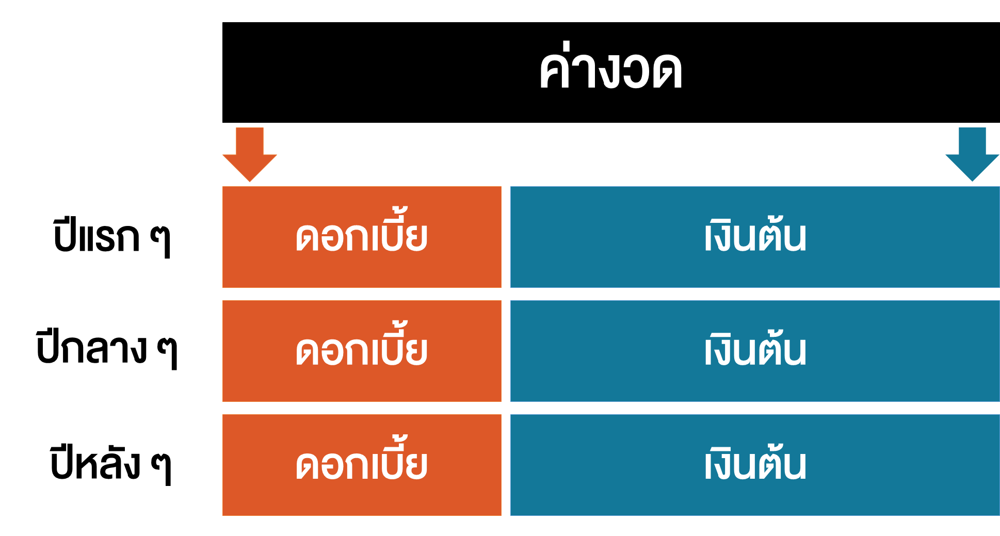 ค่างวด
ปีแรก ๆ ดอกเบี้ย เงินต้น
ปีกลาง ๆ ดอกเบี้ย เงินต้น
ปีหลัง ๆ ดอกเบี้ย เงินต้น